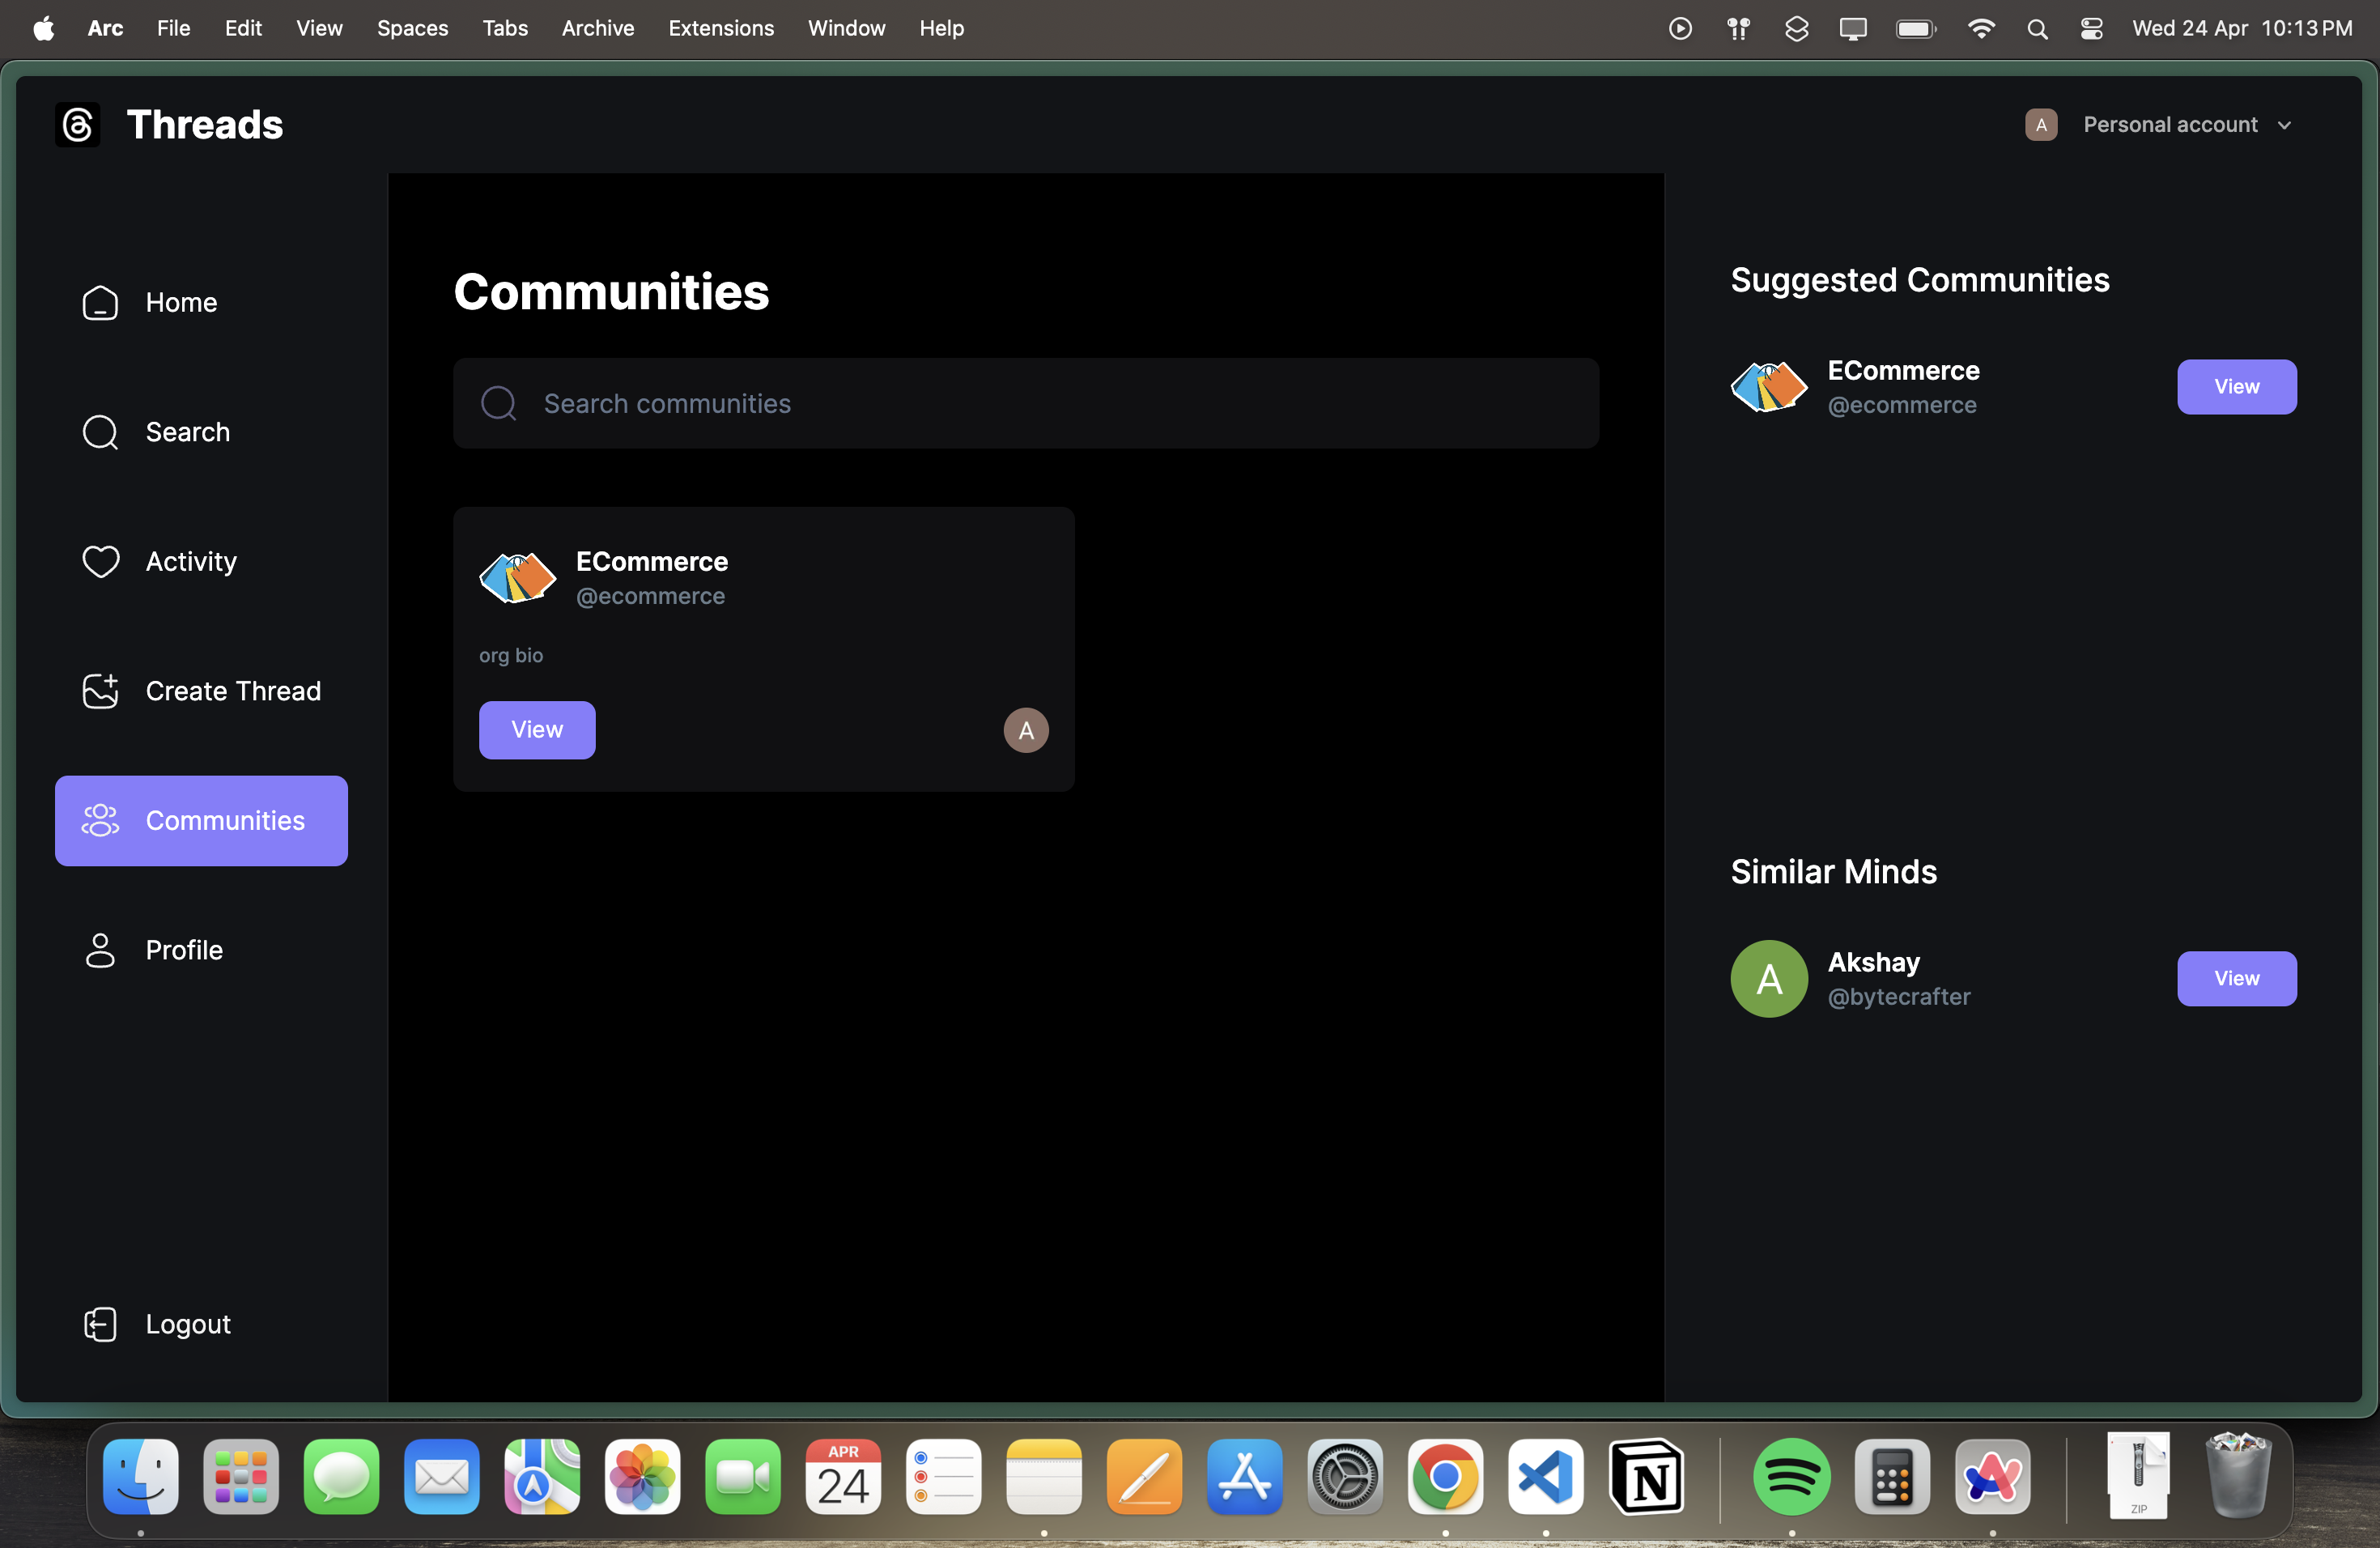 Arc File Edit View Spaces Tabs Archive Extensions Window Help Wed 24 Apr 10:13 PM
Threads
A Personal account
Home
Search
Activity
Create Thread
Communities
Profile
Logout
Communities
Search communities
ECommerce
@ecommerce
org bio
View
A
Suggested Communities
ECommerce
@ecommerce
View
Similar Minds
A
Akshay
@bytecrafter
View
APR
24
N
ZIP